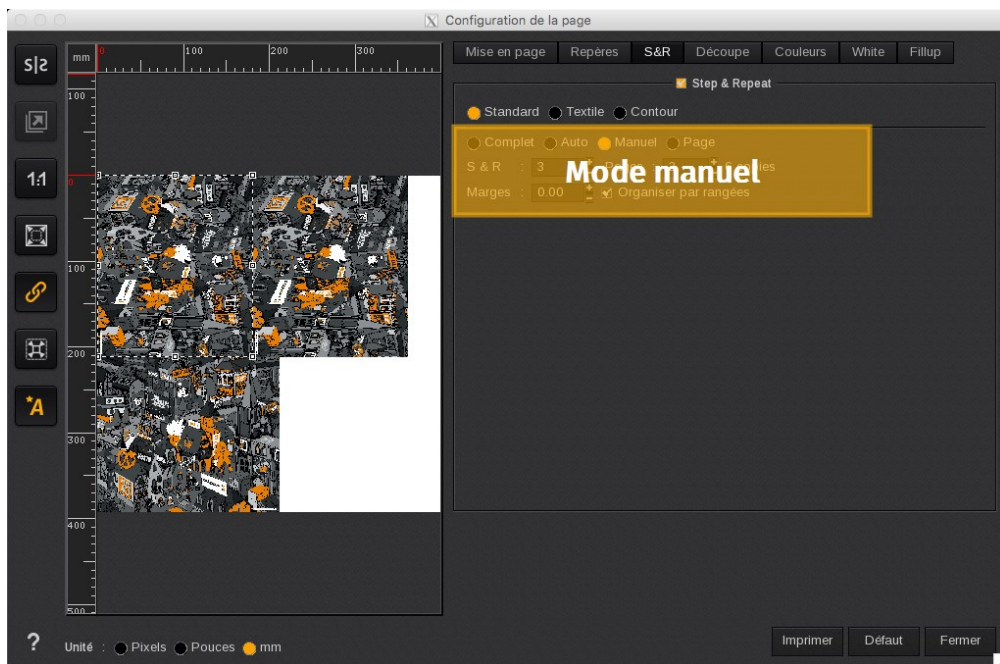 Configuration de la page
Mise en page Repères S&R Découpe Couleurs White Fillup
Step & Repeat
Standard Textile Contour
Complet Auto Manuel Page
S & R : 3
Mode manuel
Marges : 0.00 Organiser par rangées
S|S
1:1
A
mm
0 100 200 300
100
0
100
200
300
400
500
?
Unité : Pixels Pouces mm
Imprimer Défaut Fermer